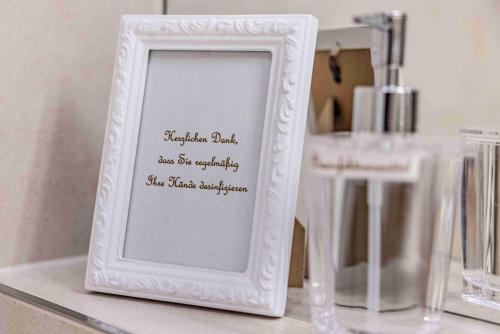 Herzlichen Dank,
dass Sie regelmäßig
Ihre Hände desinfizieren